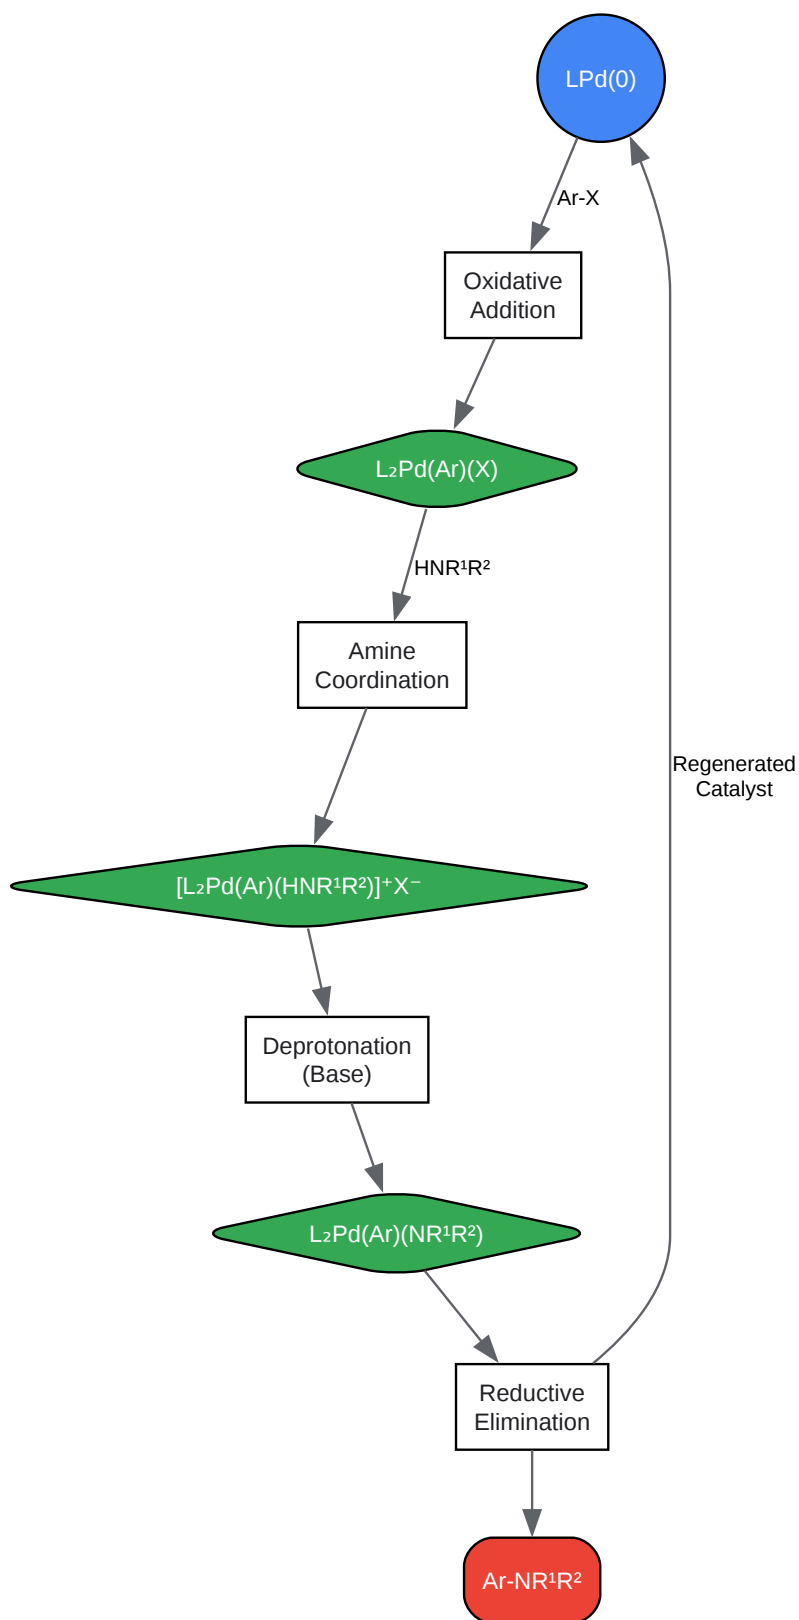 LPd(0)
Ar-X
Oxidative
Addition
L₂Pd(Ar)(X)
HNR¹R²
Amine
Coordination
Regenerated
Catalyst
[L₂Pd(Ar)(HNR¹R²)]⁺X⁻
Deprotonation
(Base)
L₂Pd(Ar)(NR¹R²)
Reductive
Elimination
Ar-NR¹R²